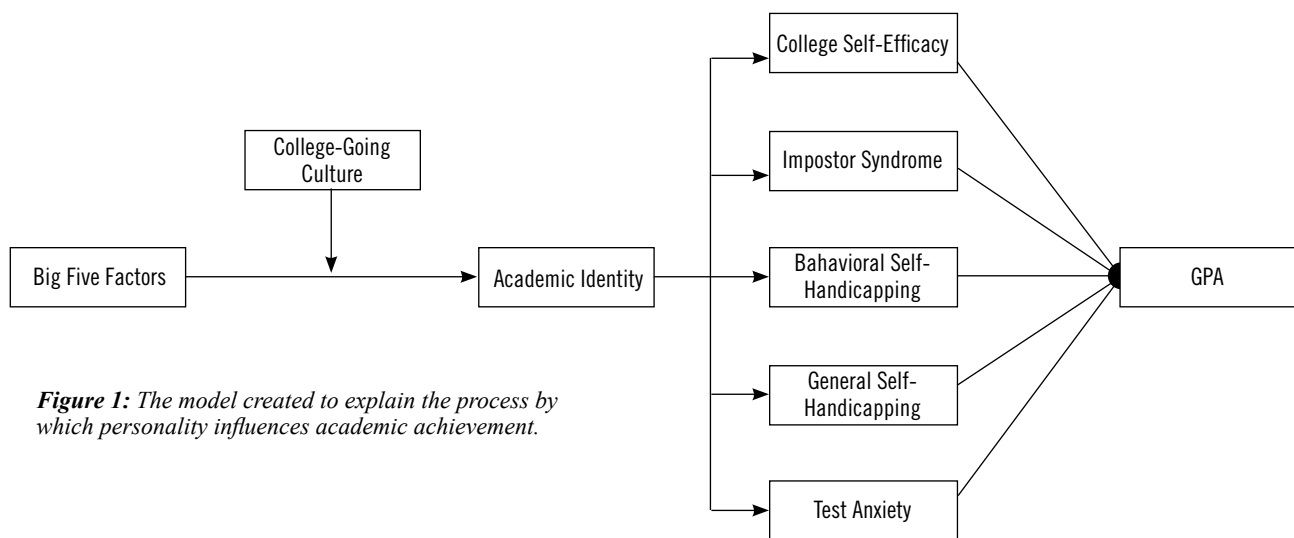 College Self-Efficacy
College-Going
Culture
Impostor Syndrome
Big Five Factors
Academic Identity
Bahavioral Self-
Handicapping
GPA
General Self-
Handicapping
Figure 1: The model created to explain the process by
which personality influences academic achievement.
Test Anxiety